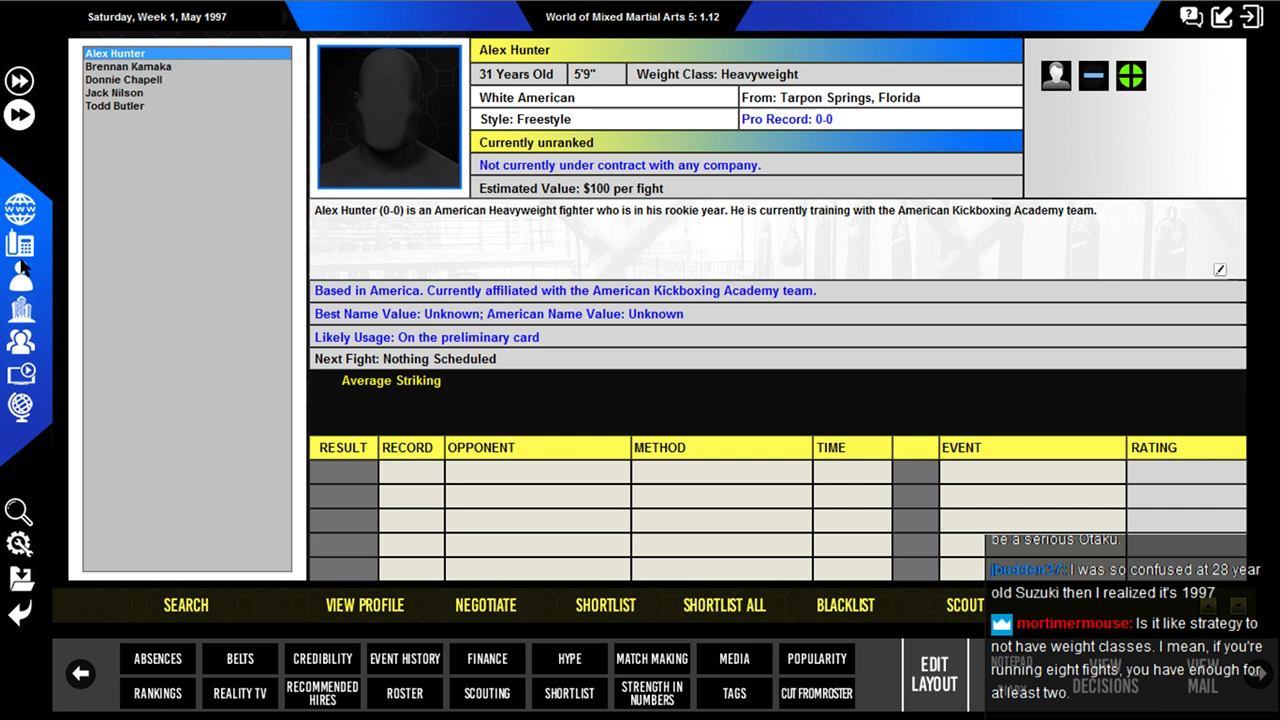 Saturday, Week 1, May 1997
World of Mixed Martial Arts 5: 1.12
Alex Hunter
Brennan Kamaka
Donnie Chapell
Jack Nilson
Todd Butler
Alex Hunter
31 Years Old
5'9"
Weight Class: Heavyweight
White American
From: Tarpon Springs, Florida
Style: Freestyle
Pro Record: 0-0
Currently unranked
Not currently under contract with any company.
Estimated Value: $100 per fight
Alex Hunter (0-0) is an American Heavyweight fighter who is in his rookie year. He is currently training with the American Kickboxing Academy team.
Based in America. Currently affiliated with the American Kickboxing Academy team.
Best Name Value: Unknown; American Name Value: Unknown
Likely Usage: On the preliminary card
Next Fight: Nothing Scheduled
Average Striking
RESULT RECORD OPPONENT METHOD TIME EVENT RATING
be a serious Otaku.
jbudden37: I was so confused at 28 year
old Suzuki then I realized it's 1997
mortimermouse: Is it like strategy to
not have weight classes. I mean, if you're
running eight fights, you have enough for
at least two.
SEARCH VIEW PROFILE NEGOTIATE SHORTLIST SHORTLIST ALL BLACKLIST SCOUT
ABSENCES BELTS CREDIBILITY EVENT HISTORY FINANCE HYPE MATCH MAKING MEDIA POPULARITY
RANKINGS REALITY TV RECOMMENDED HIRES ROSTER SCOUTING SHORTLIST STRENGTH IN NUMBERS TAGS CUT FROM ROSTER
EDIT LAYOUT
NOTEPAD
VIEW DECISIONS
VIEW MAIL
WWW